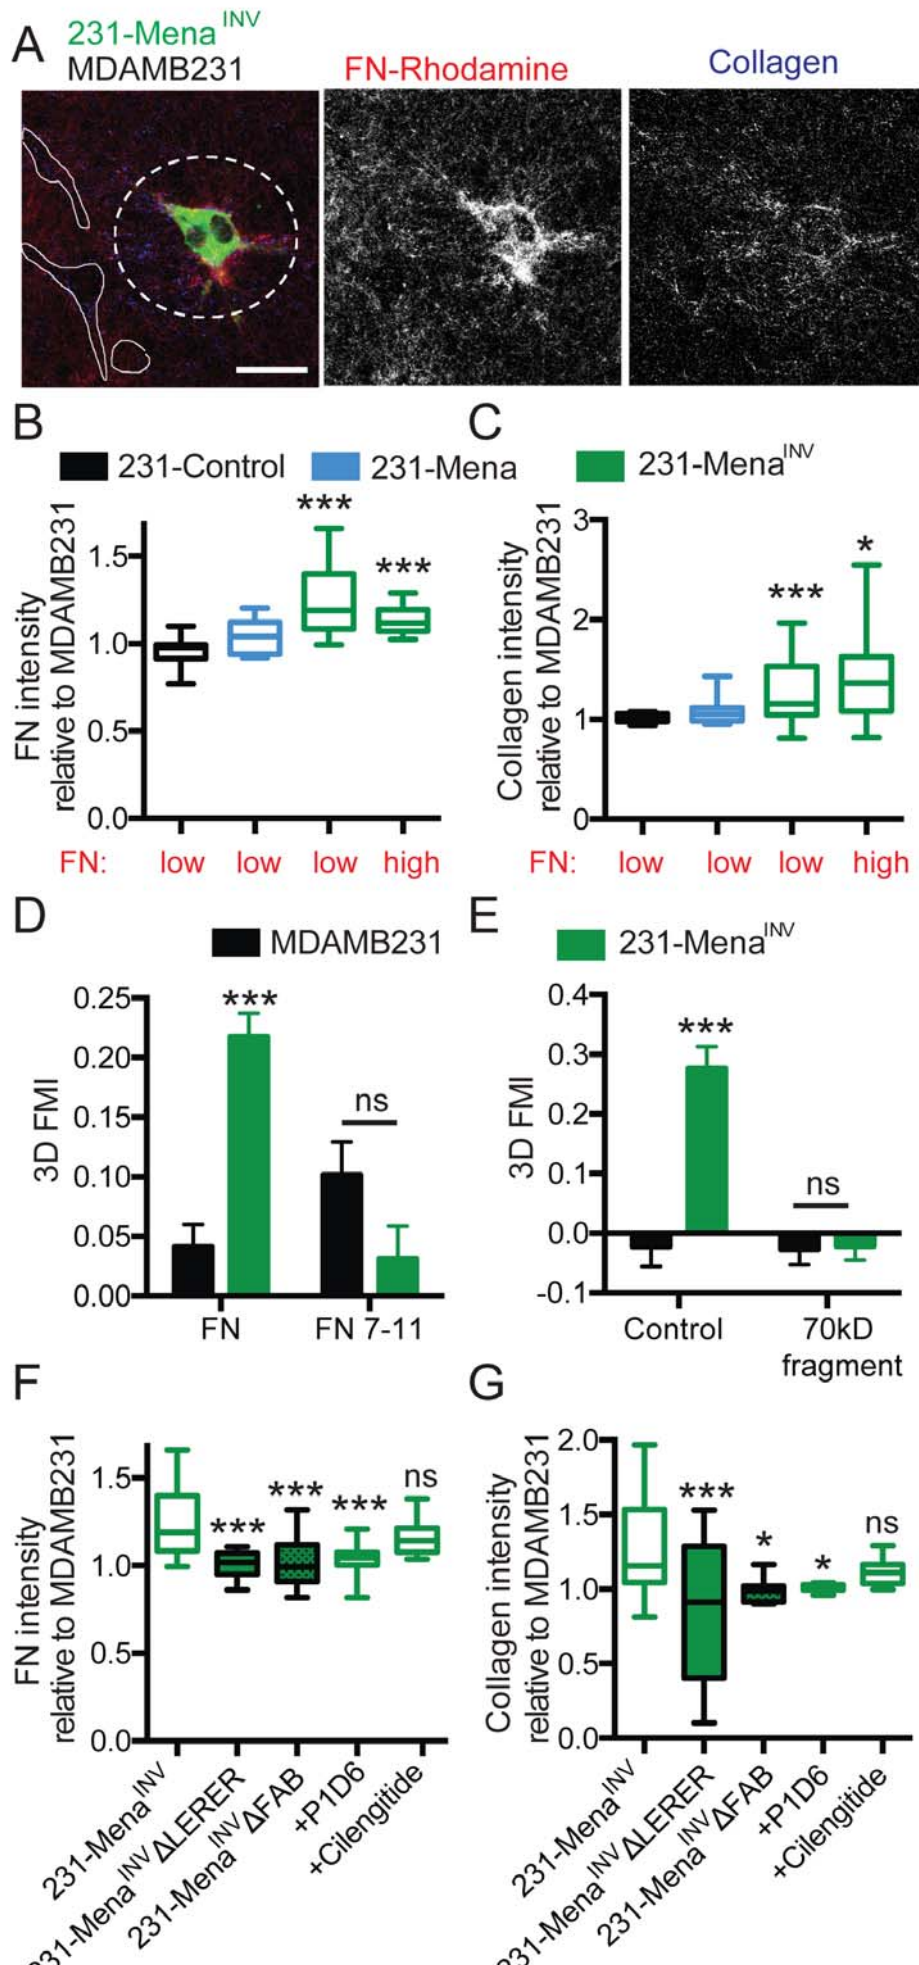 A
231-Mena INV
MDAMB231
FN-Rhodamine
Collagen
B
C
231-Control
231-Mena
231-Mena INV
FN intensity
relative to MDAMB231
1.5
1.0
0.5
0.0
***
***
FN: low low low high
Collagen intensity
relative to MDAMB231
3
2
1
0
***
*
FN: low low low high
D
E
MDAMB231
231-Mena INV
3D FMI
0.25
0.20
0.15
0.10
0.05
0.00
***
ns
FN
FN 7-11
3D FMI
0.4
0.3
0.2
0.1
0.0
-0.1
***
ns
Control
70kD
fragment
F
G
FN intensity
relative to MDAMB231
1.5
1.0
0.5
0.0
***
***
***
ns
231-Mena INV
231-Mena INV ΔLERER
231-Mena INV ΔFAB
+P1D6
+Cilengitide
Collagen intensity
relative to MDAMB231
2.0
1.5
1.0
0.5
0.0
***
*
*
ns
231-Mena INV
231-Mena INV ΔLERER
231-Mena INV ΔFAB
+P1D6
+Cilengitide